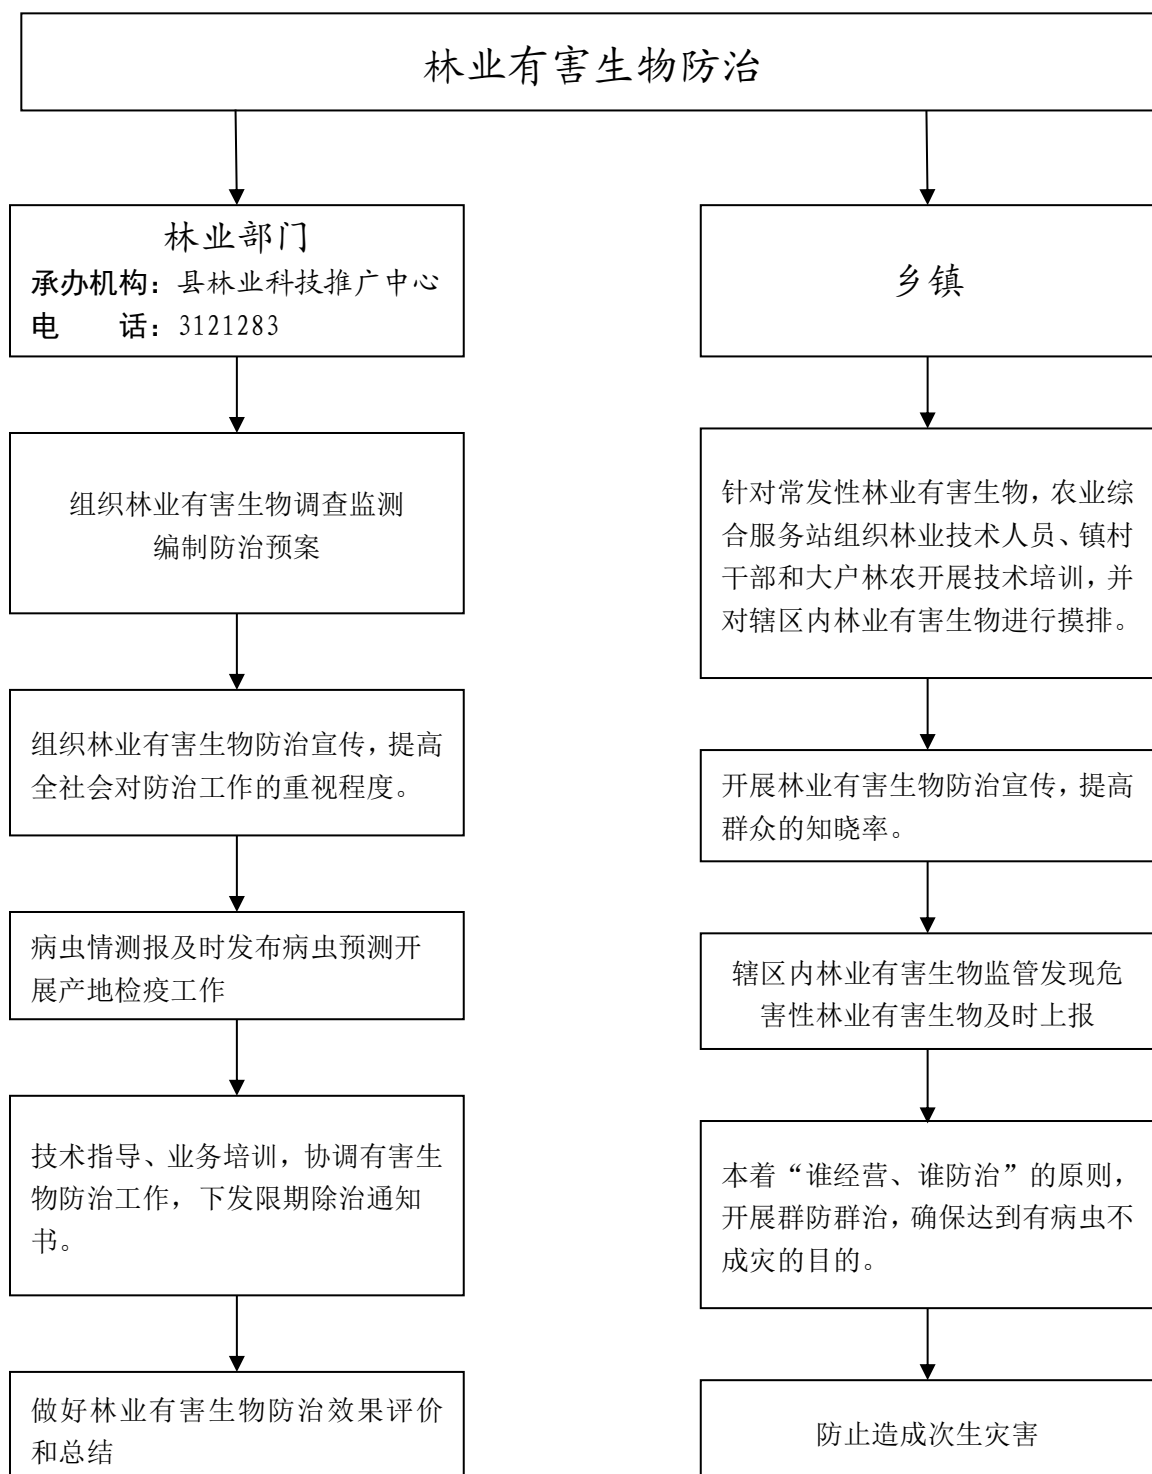 林业有害生物防治
林业部门
承办机构：县林业科技推广中心
电　　话：3121283
组织林业有害生物调查监测
编制防治预案
组织林业有害生物防治宣传，提高
全社会对防治工作的重视程度。
病虫情测报及时发布病虫预测开
展产地检疫工作
技术指导、业务培训，协调有害生
物防治工作，下发限期除治通知
书。
做好林业有害生物防治效果评价
和总结
乡镇
针对常发性林业有害生物，农业综
合服务站组织林业技术人员、镇村
干部和大户林农开展技术培训，并
对辖区内林业有害生物进行摸排。
开展林业有害生物防治宣传，提高
群众的知晓率。
辖区内林业有害生物监管发现危
害性林业有害生物及时上报
本着“谁经营、谁防治”的原则，
开展群防群治，确保达到有病虫不
成灾的目的。
防止造成次生灾害